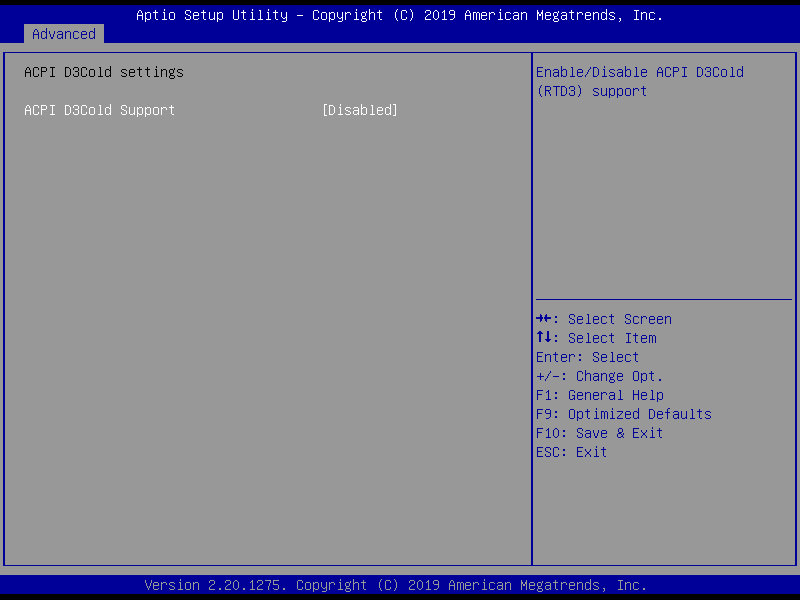 Aptio Setup Utility – Copyright (C) 2019 American Megatrends, Inc.
Advanced
ACPI D3Cold settings
ACPI D3Cold Support [Disabled]
Enable/Disable ACPI D3Cold
(RTD3) support
→←: Select Screen
↑↓: Select Item
Enter: Select
+/-: Change Opt.
F1: General Help
F9: Optimized Defaults
F10: Save & Exit
ESC: Exit
Version 2.20.1275. Copyright (C) 2019 American Megatrends, Inc.